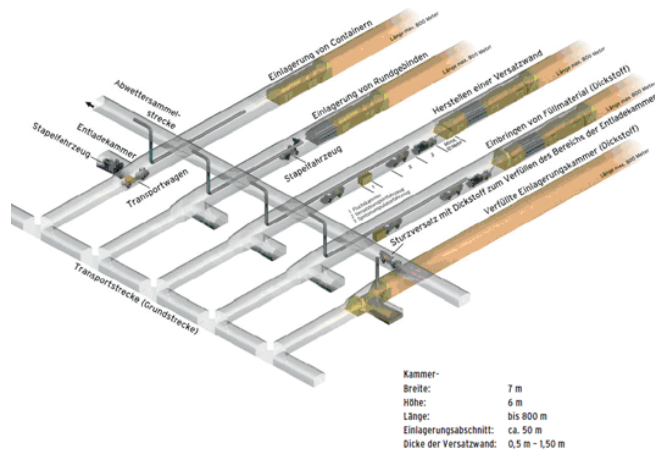 Einlagerung von Containern
Länge max. 800 Meter
Abwettersammel-
strecke
Einlagerung von Rundgebinden
Länge max. 800 Meter
Herstellen einer Versatzwand
Länge max. 800 Meter
Entladekammer
Stapelfahrzeug
Stapelfahrzeug
Transportwagen
Einbringen von Füllmaterial (Dickstoff)
Länge max. 800 Meter
1 Fluchtkammer
Sturzversatz mit Dickstoff zum Verfüllen des Bereichs der Entladekammer
Verfüllte Einlagerungskammer (Dickstoff)
Länge max. 800 Meter
Transportstrecke (Grundstrecke)
Kammer-
Breite: 7 m
Höhe: 6 m
Länge: bis 800 m
Einlagerungsabschnitt: ca. 50 m
Dicke der Versatzwand: 0,5 m - 1,50 m